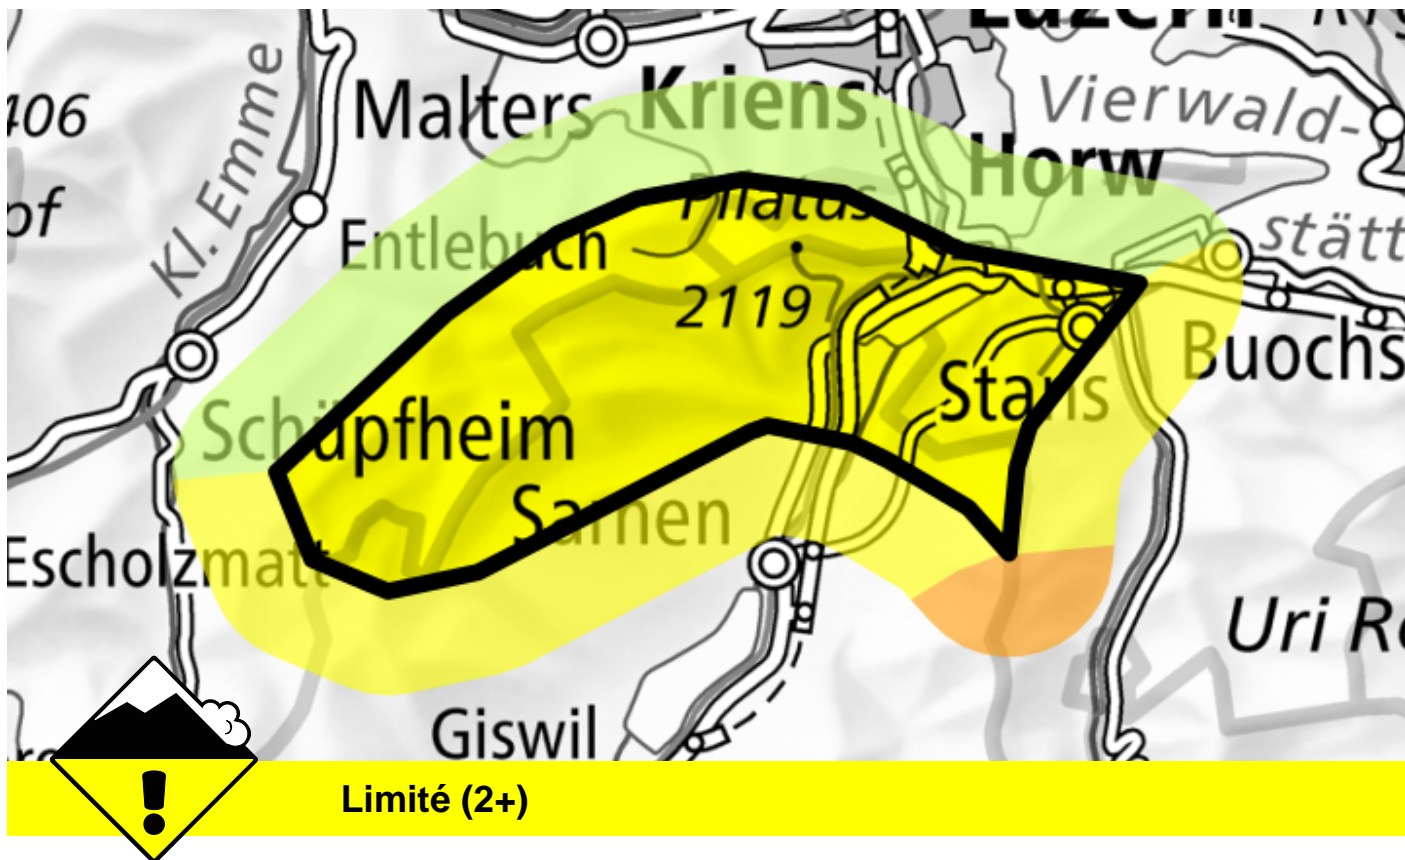 Luzern
406
Malters
Kriens
Vierwald-
Kl. Emme
Horw
Pilatus
Entlebuch
stätt
2119
Buochs
Stans
Schüpfheim
Sarnen
Escholzmatt
Uri R
Giswil
Limité (2+)